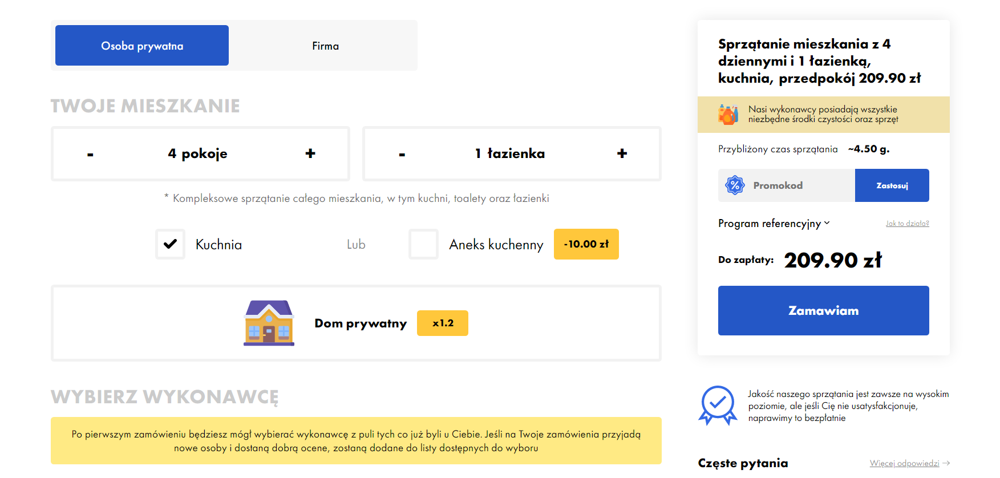 Osoba prywatna
Firma
TWOJE MIESZKANIE
- 4 pokoje +
- 1 łazienka +
* Kompleksowe sprzątanie całego mieszkania, w tym kuchni, toalety oraz łazienki
Kuchnia
Lub
Aneks kuchenny
-10.00 zł
Dom prywatny
x1.2
WYBIERZ WYKONAWCĘ
Po pierwszym zamówieniu będziesz mógł wybierać wykonawcę z puli tych co już byli u Ciebie. Jeśli na Twoje zamówienia przyjadą
nowe osoby i dostaną dobrą ocene, zostaną dodane do listy dostępnych do wyboru
Sprzątanie mieszkania z 4
dziennymi i 1 łazienką,
kuchnia, przedpokój 209.90 zł
Nasi wykonawcy posiadają wszystkie
niezbędne środki czystości oraz sprzęt
Przybliżony czas sprzątania ~4.50 g.
% Promokod
Zastosuj
Program referencyjny
Jak to działa?
Do zapłaty: 209.90 zł
Zamawiam
Jakość naszego sprzątania jest zawsze na wysokim
poziomie, ale jeśli Cię nie usatysfakcjonuje,
naprawimy to bezpłatnie
Częste pytania
Więcej odpowiedzi →